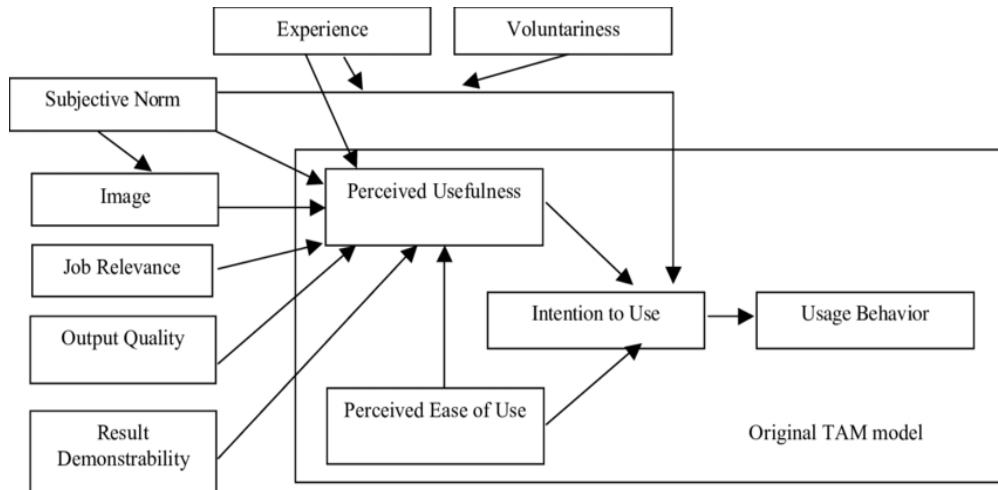 Experience
Voluntariness
Subjective Norm
Image
Perceived Usefulness
Job Relevance
Intention to Use
Usage Behavior
Output Quality
Perceived Ease of Use
Result
Demonstrability
Original TAM model